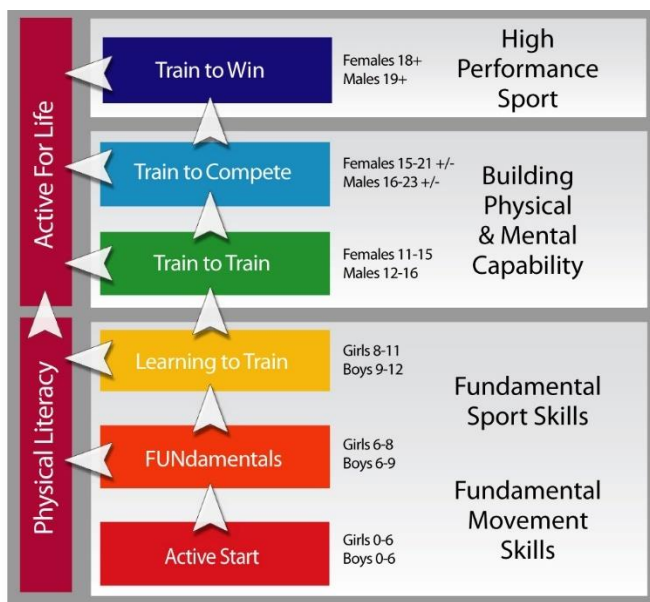 Active For Life
Physical Literacy
Train to Win
Females 18+
Males 19+
High
Performance
Sport
Train to Compete
Females 15-21 +/-
Males 16-23 +/-
Train to Train
Females 11-15
Males 12-16
Building
Physical
& Mental
Capability
Learning to Train
Girls 8-11
Boys 9-12
FUNdamentals
Girls 6-8
Boys 6-9
Active Start
Girls 0-6
Boys 0-6
Fundamental
Sport Skills
Fundamental
Movement
Skills